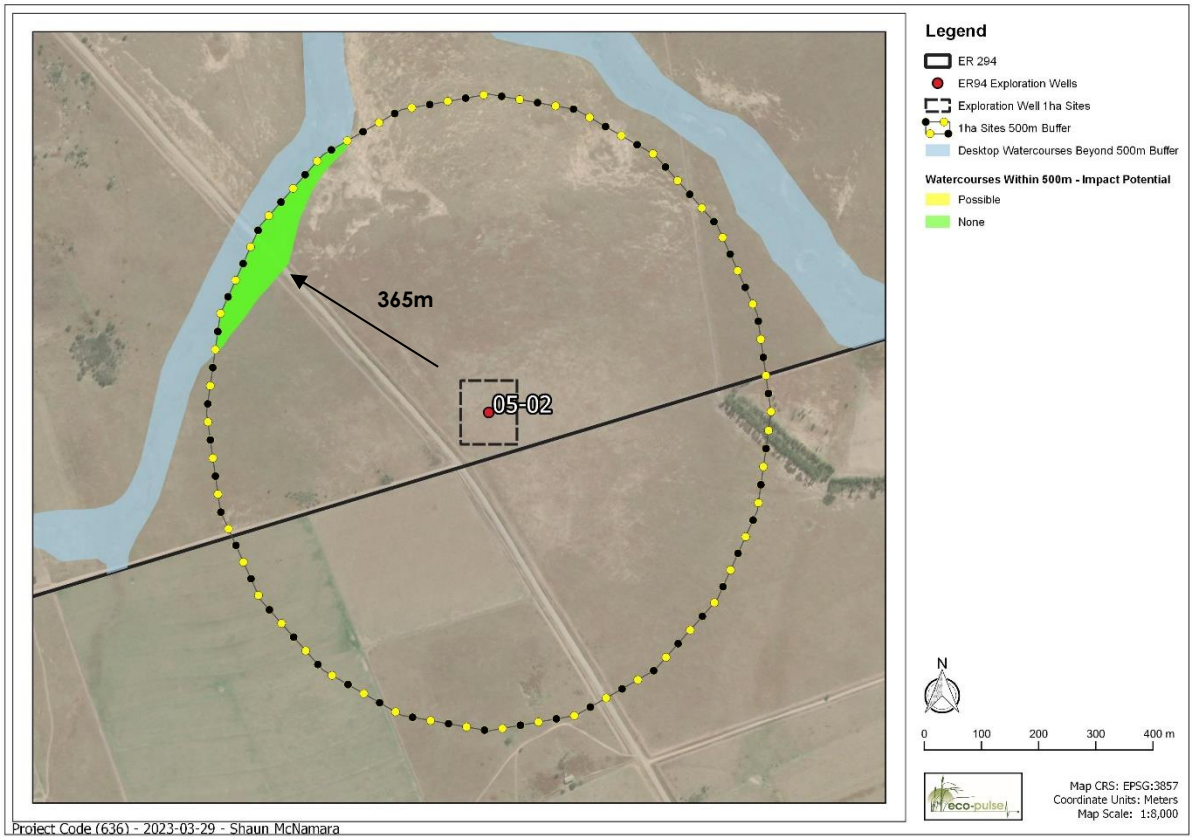 365m
05-02
Legend
ER 294
ER94 Exploration Wells
Exploration Well 1ha Sites
1ha Sites 500m Buffer
Desktop Watercourses Beyond 500m Buffer
Watercourses Within 500m - Impact Potential
Possible
None
N
0 100 200 300 400 m
eco-pulse
Map CRS: EPSG:3857
Coordinate Units: Meters
Map Scale: 1:8,000
Project Code (636) - 2023-03-29 - Shaun McNamara